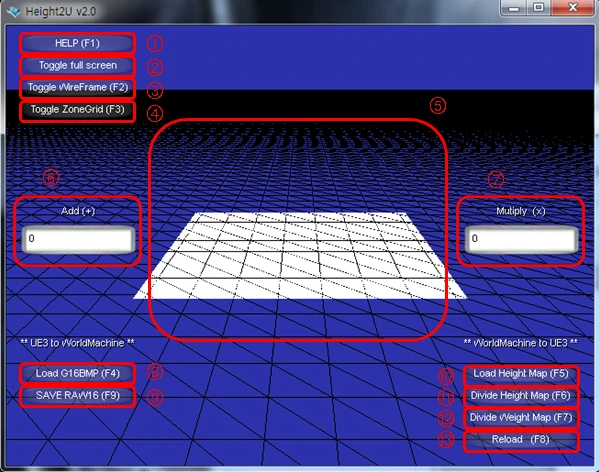 Height2U v2.0
HELP (F1)
①
Toggle full screen
②
Toggle WireFrame (F2)
③
Toggle ZoneGrid (F3)
④
⑤
⑥
⑦
Add (+)
Mutiply (x)
0
0
** UE3 to WorldMachine **
** WorldMachine to UE3 **
Load G16BMP (F4)
⑧
⑩
Load Height Map (F5)
SAVE RAW16 (F9)
⑨
⑪
Divide Height Map (F6)
⑫
Divide Weight Map (F7)
⑬
Reload (F8)